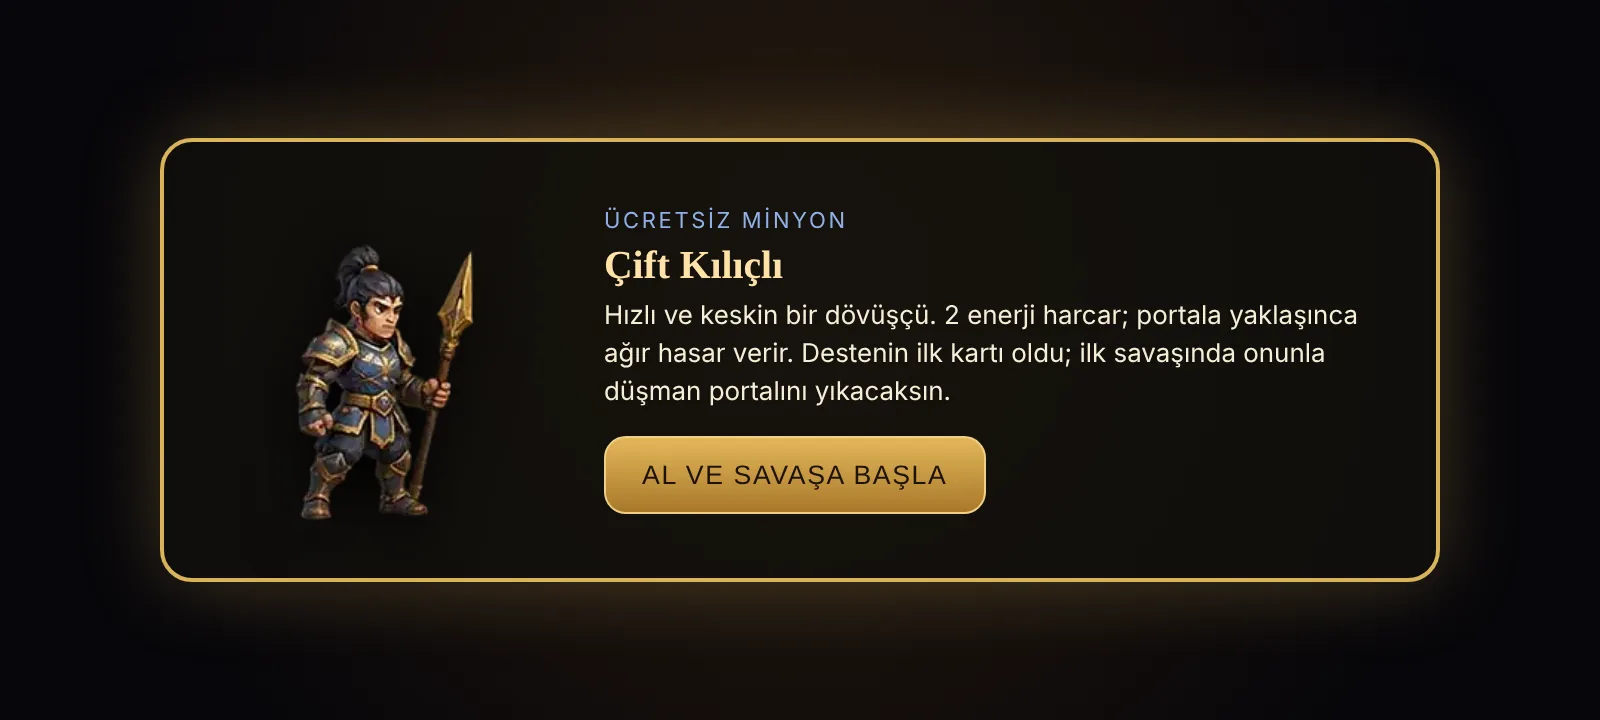 ÜCRETSİZ MİNYON
Çift Kılıçlı
Hızlı ve keskin bir dövüşçü. 2 enerji harcar; portala yaklaşınca
ağır hasar verir. Destenin ilk kartı oldu; ilk savaşında onunla
düşman portalını yıkacaksın.
AL VE SAVAŞA BAŞLA